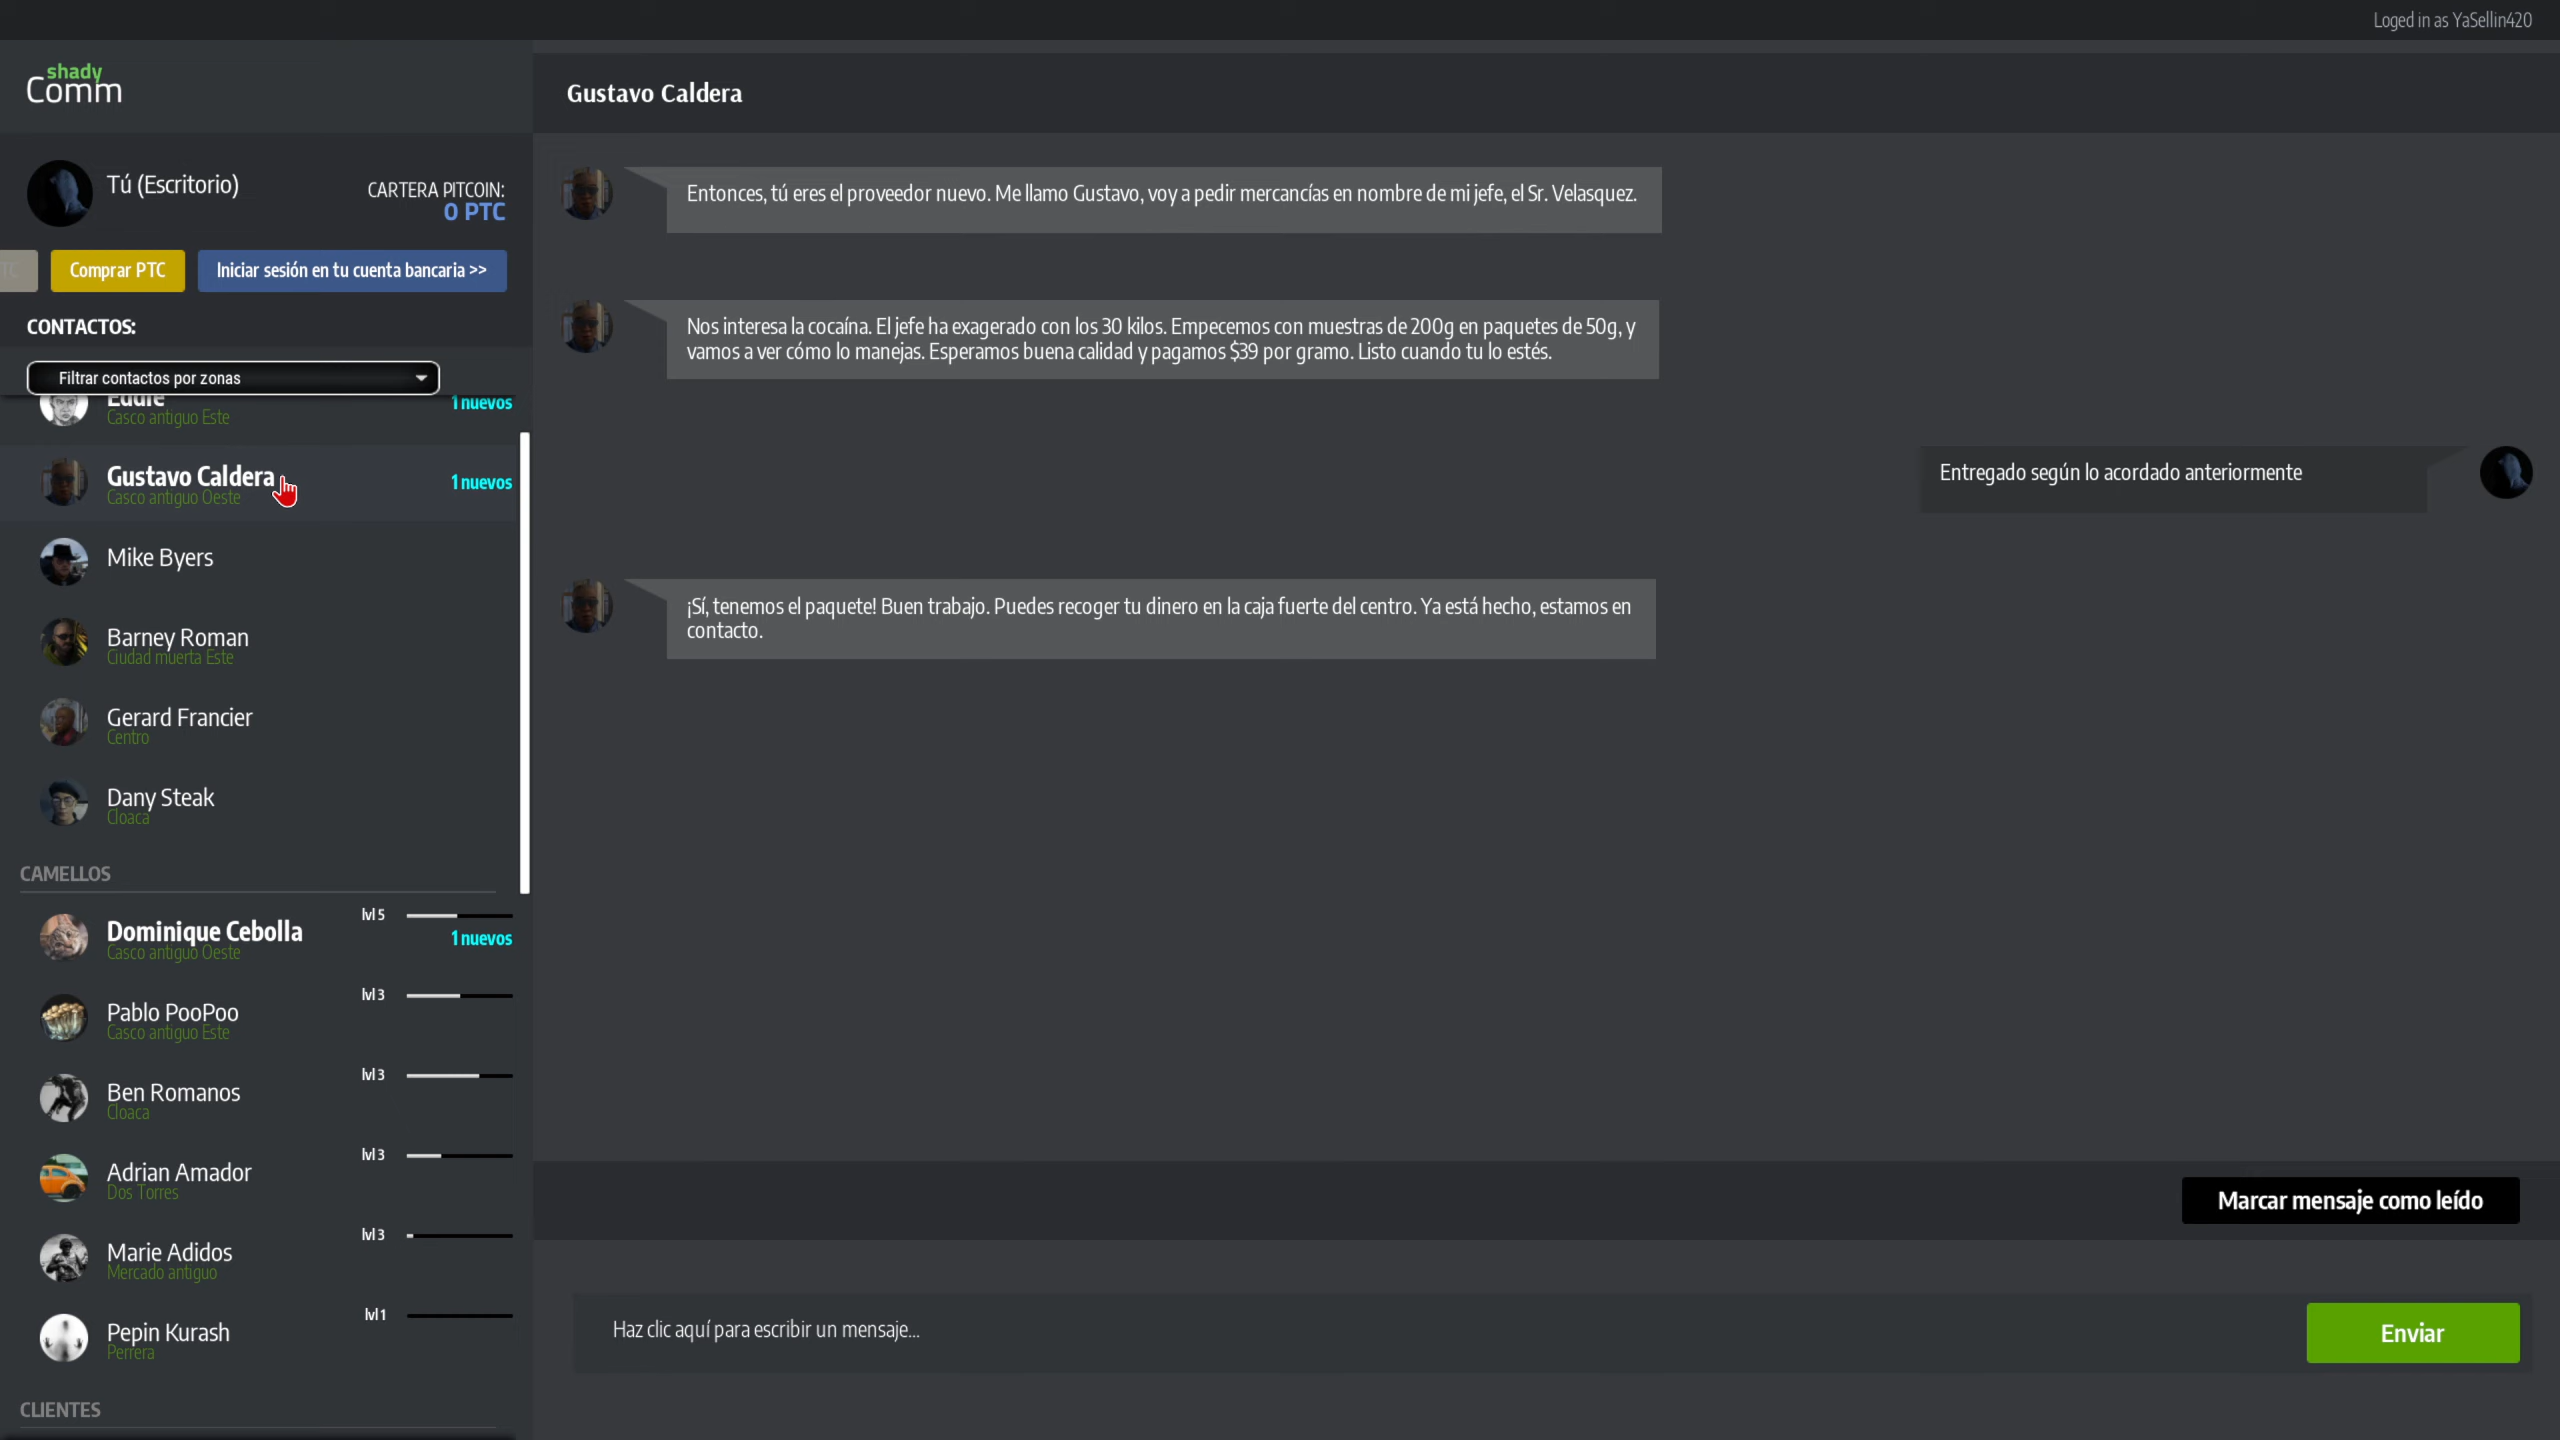 Loged in as YaSellin420
shady
Comm
Tú (Escritorio)
CARTERA PITCOIN:
0 PTC
TC
Comprar PTC
Iniciar sesión en tu cuenta bancaria >>
CONTACTOS:
Filtrar contactos por zonas
Eddie
Casco antiguo Este
1 nuevos
Gustavo Caldera
Casco antiguo Oeste
1 nuevos
Mike Byers
Barney Roman
Ciudad muerta Este
Gerard Francier
Centro
Dany Steak
Cloaca
CAMELLOS
Dominique Cebolla
Casco antiguo Oeste
lvl 5
1 nuevos
Pablo PooPoo
Casco antiguo Este
lvl 3
Ben Romanos
Cloaca
lvl 3
Adrian Amador
Dos Torres
lvl 3
Marie Adidos
Mercado antiguo
lvl 3
Pepin Kurash
Perrera
lvl 1
CLIENTES
Gustavo Caldera
Entonces, tú eres el proveedor nuevo. Me llamo Gustavo, voy a pedir mercancías en nombre de mi jefe, el Sr. Velasquez.
Nos interesa la cocaína. El jefe ha exagerado con los 30 kilos. Empecemos con muestras de 200g en paquetes de 50g, y
vamos a ver cómo lo manejas. Esperamos buena calidad y pagamos $39 por gramo. Listo cuando tu lo estés.
Entregado según lo acordado anteriormente
¡Sí, tenemos el paquete! Buen trabajo. Puedes recoger tu dinero en la caja fuerte del centro. Ya está hecho, estamos en
contacto.
Marcar mensaje como leído
Haz clic aquí para escribir un mensaje...
Enviar